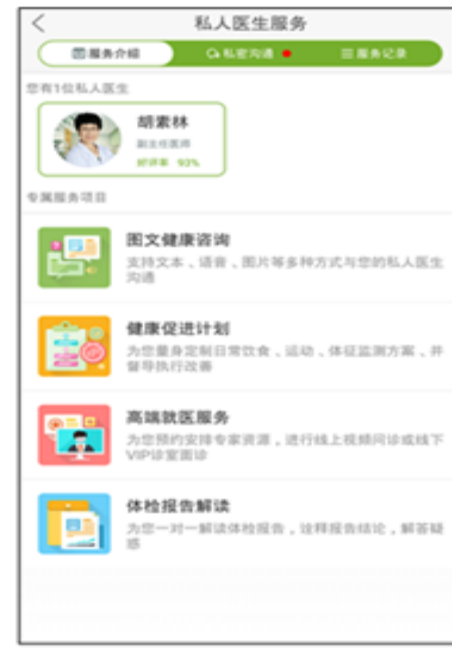 私人医生服务
服务介绍
私密沟通
服务记录
您有1位私人医生
胡素林
副主任医师
好评率 93%
专属服务项目
图文健康咨询
支持文本、语音、图片等多种方式与您的私人医生
沟通
健康促进计划
为您量身定制日常饮食、运动、体征监测方案、并
督导执行改善
高端就医服务
为您预约安排专家资源，进行线上视频问诊或线下
VIP诊室面诊
体检报告解读
为您一对一解读体检报告，诠释报告结论，解答疑
惑